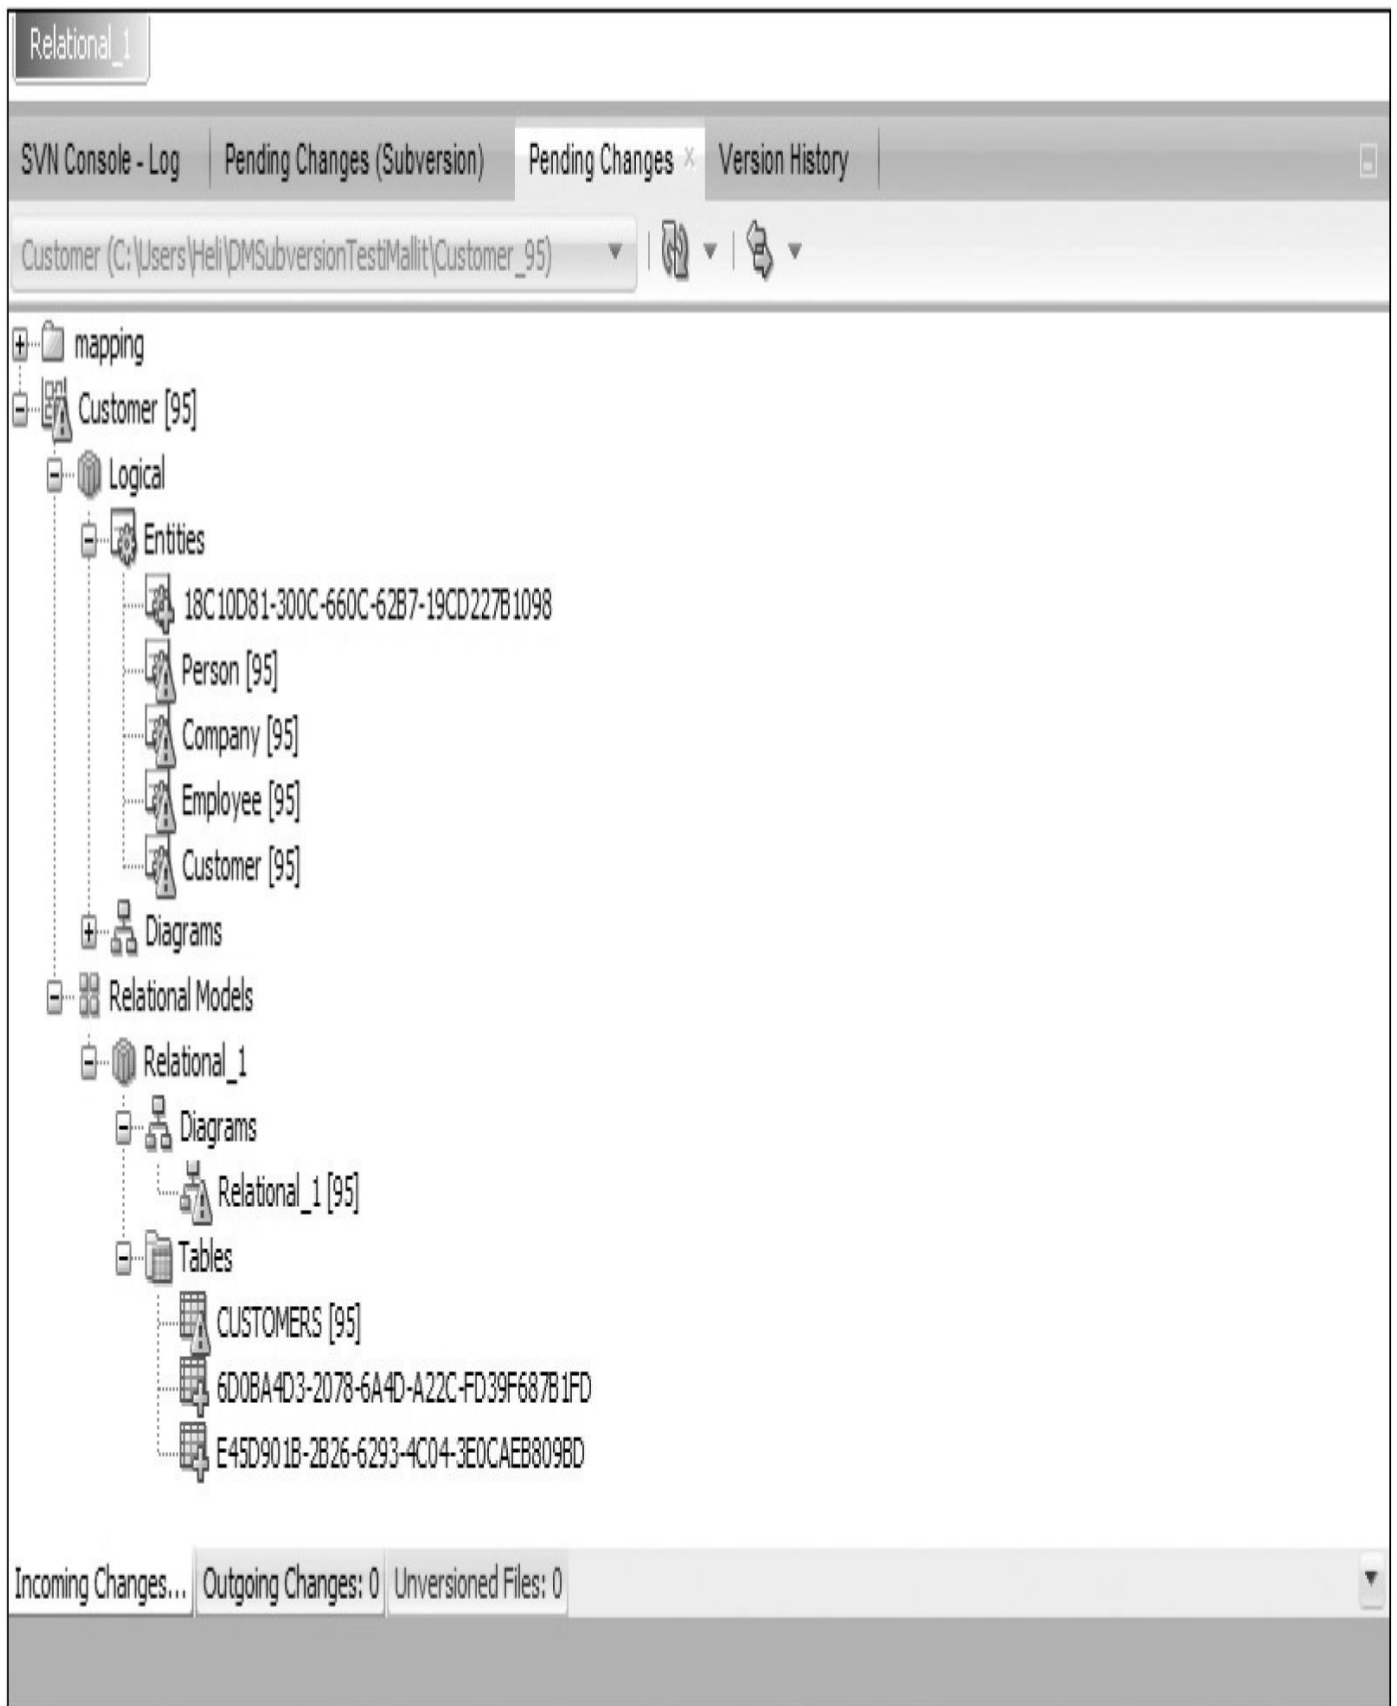 Relational_1
SVN Console - Log Pending Changes (Subversion) Pending Changes Version History
Customer (C:\Users\Heli\DMSubversionTestiMallit\Customer_95)
mapping
Customer [95]
Logical
Entities
18C10D81-300C-660C-62B7-19CD227B1098
Person [95]
Company [95]
Employee [95]
Customer [95]
Diagrams
Relational Models
Relational_1
Diagrams
Relational_1 [95]
Tables
CUSTOMERS [95]
6D0BA4D3-2078-6A4D-A22C-FD39F687B1FD
E45D901B-2B26-6293-4C04-3E0CAEB809BD
Incoming Changes... Outgoing Changes: 0 Unversioned Files: 0